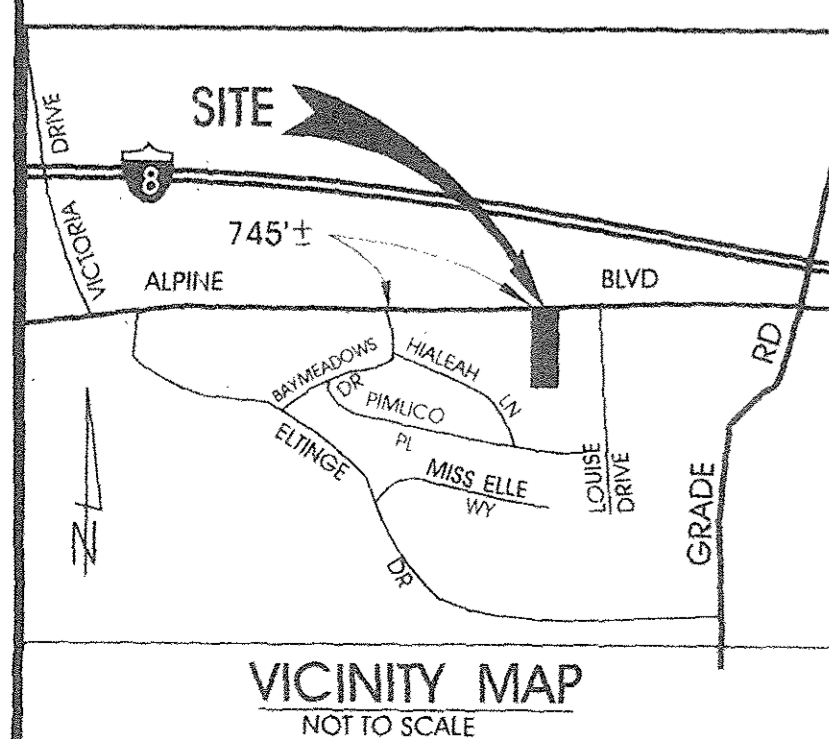 SITE
VICTORIA DRIVE
8
745'±
ALPINE BLVD
BAYMEADOWS DR
HIALEAH LN
PIMLICO PL
ELTINGE DR
MISS ELLE WY
LOUISE DRIVE
GRADE RD
N
VICINITY MAP
NOT TO SCALE